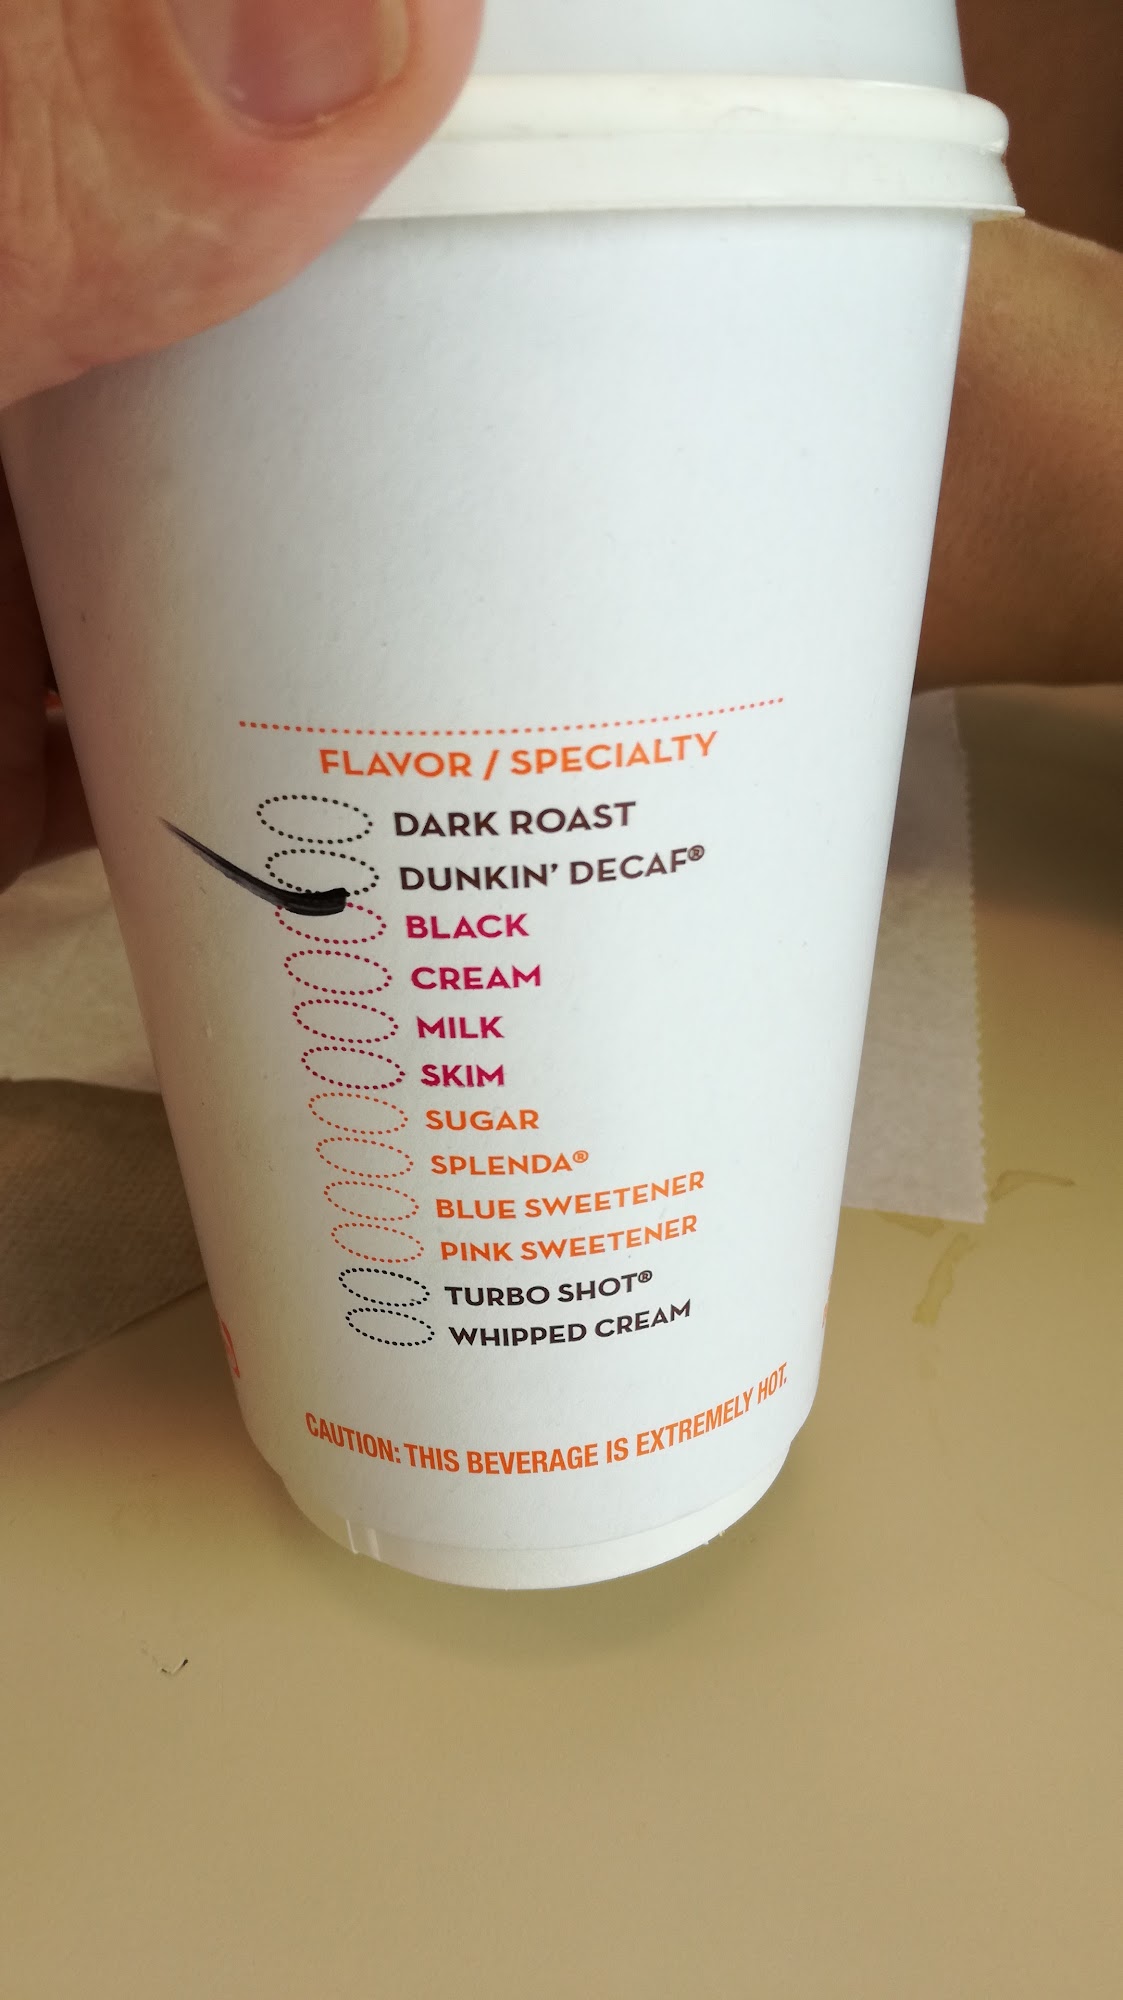 FLAVOR / SPECIALTY
DARK ROAST
DUNKIN' DECAF®
BLACK
CREAM
MILK
SKIM
SUGAR
SPLENDA®
BLUE SWEETENER
PINK SWEETENER
TURBO SHOT®
WHIPPED CREAM
CAUTION: THIS BEVERAGE IS EXTREMELY HOT.